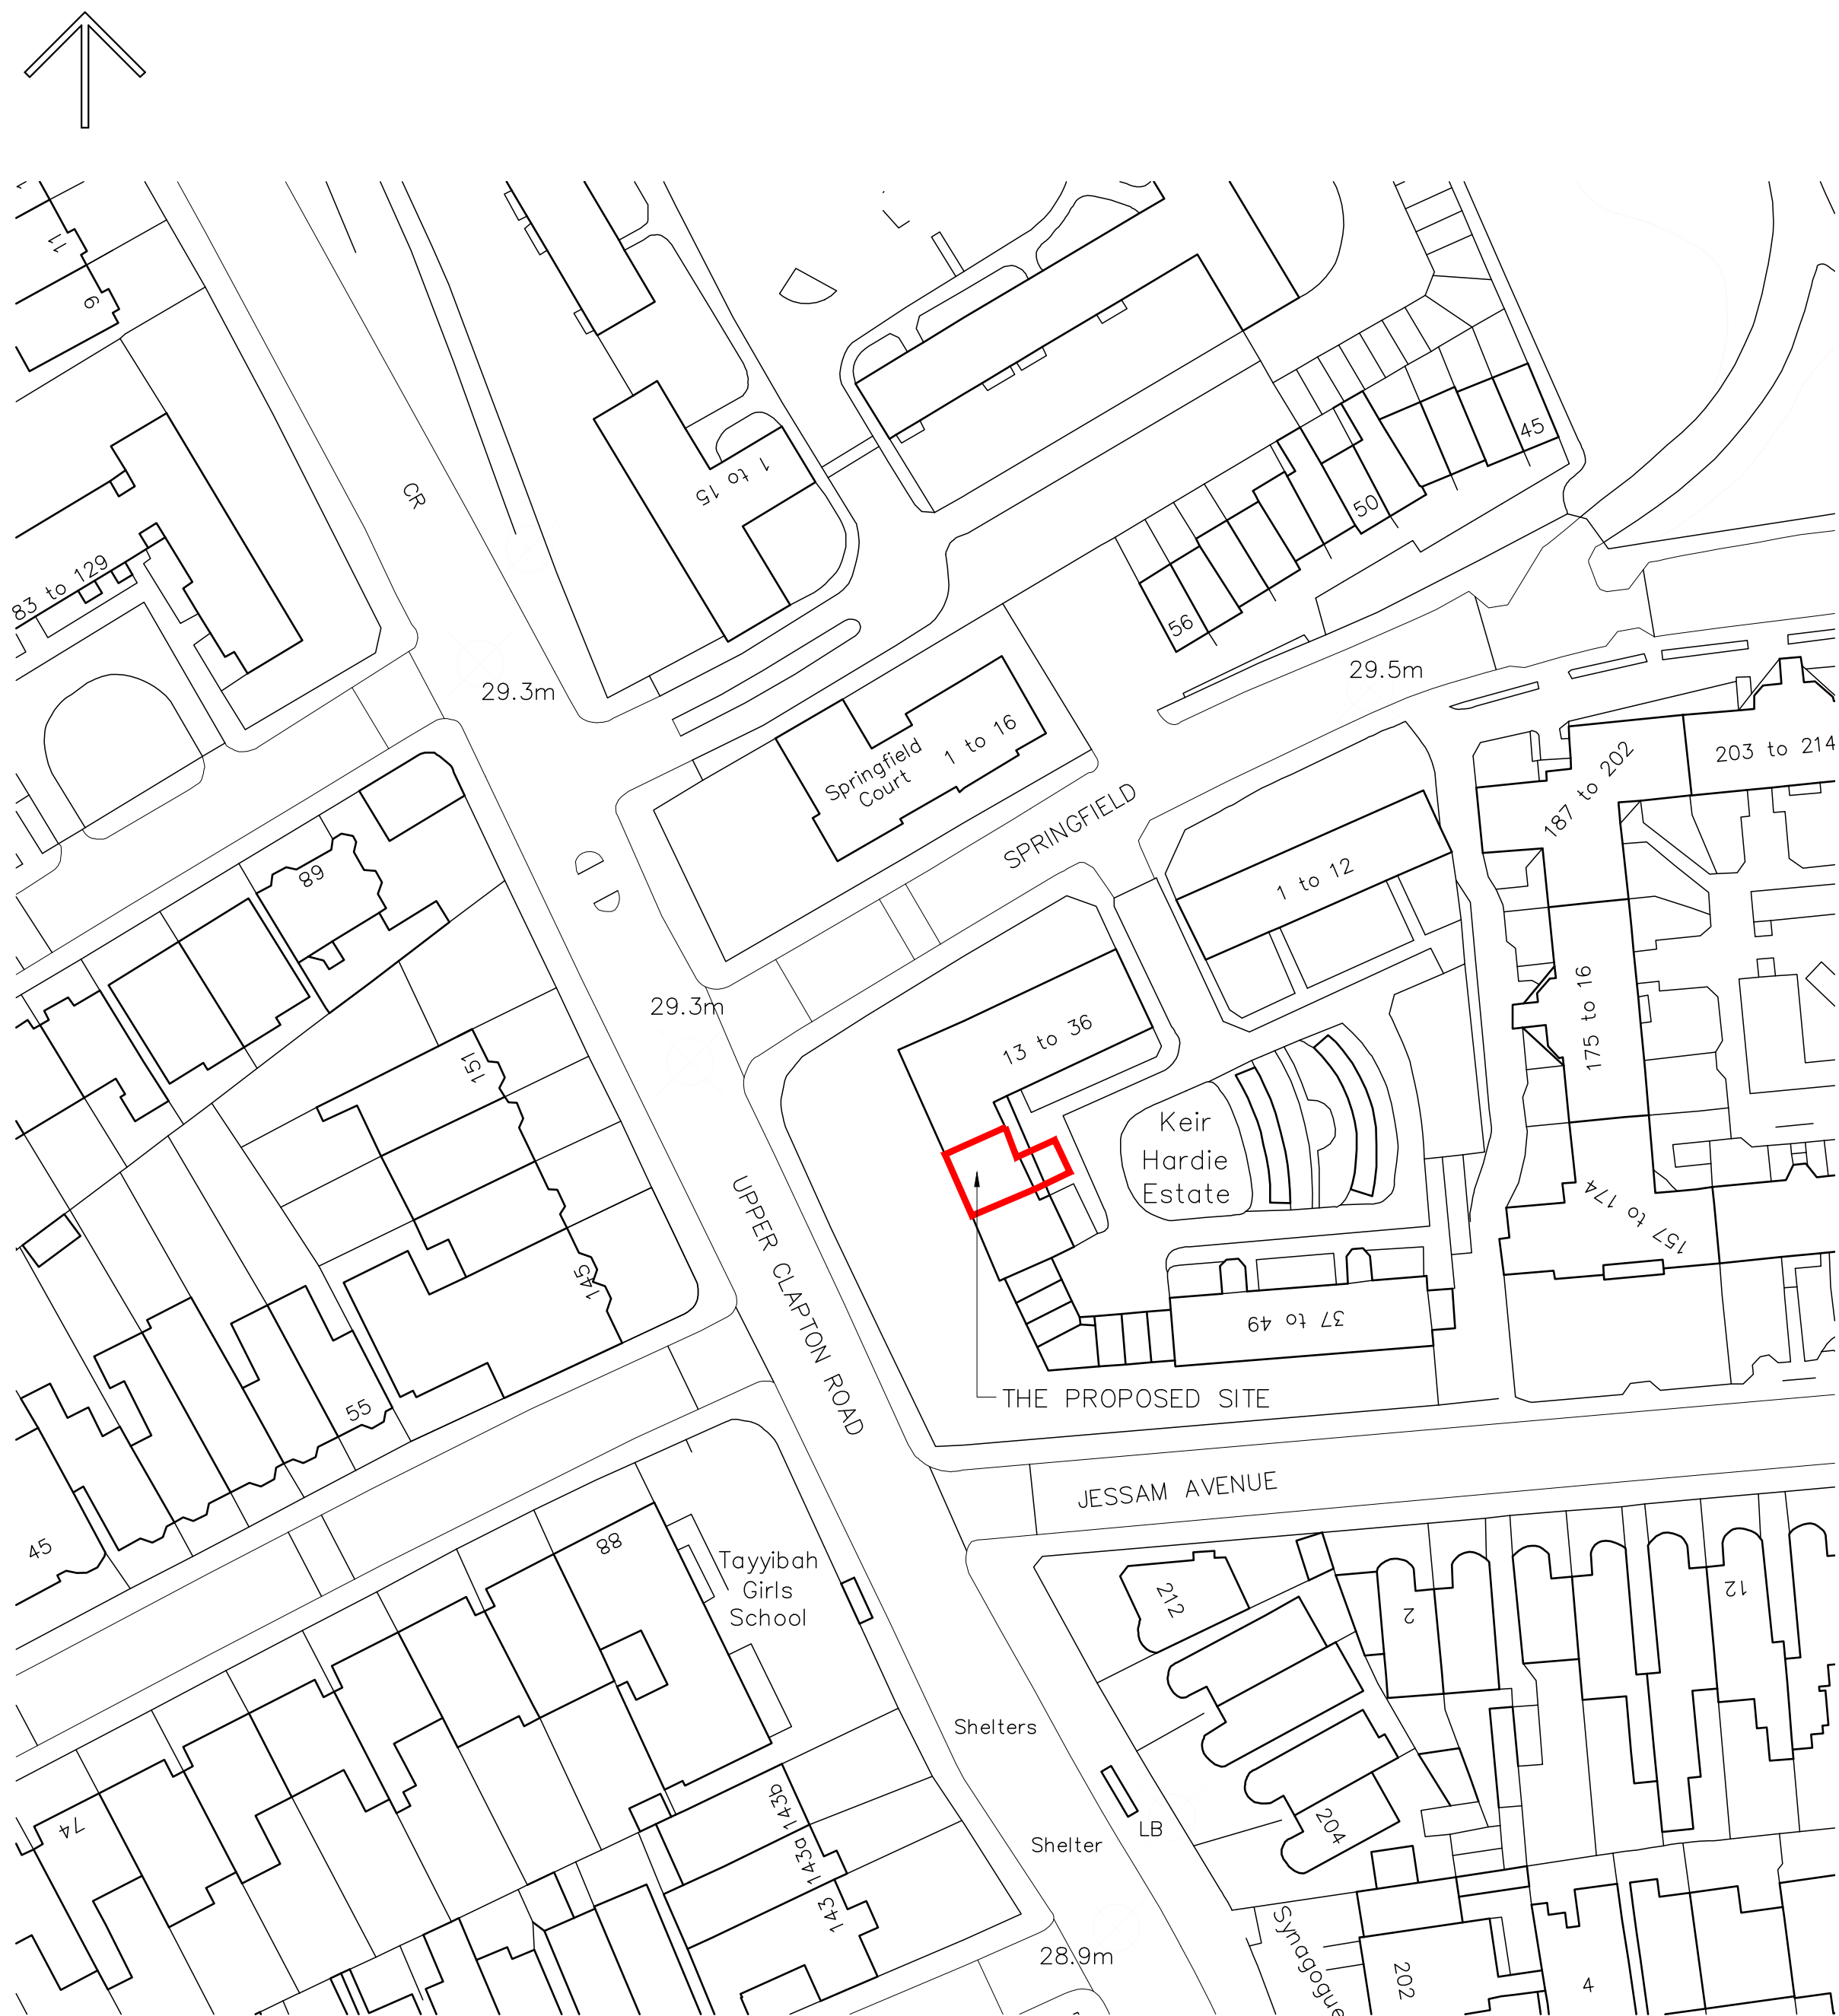 11
9
CR
83 to 129
1 to 15
45
50
56
29.3m
29.5m
Springfield
Court
1 to 16
187 to 202
203 to 214
SPRINGFIELD
89
1 to 12
29.3m
13 to 36
175 to 16
151
Keir
Hardie
Estate
UPPER CLAPTON ROAD
157 to 174
145
37 to 49
THE PROPOSED SITE
55
JESSAM AVENUE
45
88
Tayyibah
Girls
School
212
2
12
Shelters
74
143b
143a
LB
204
Shelter
143
28.9m
Synagogue
202
4